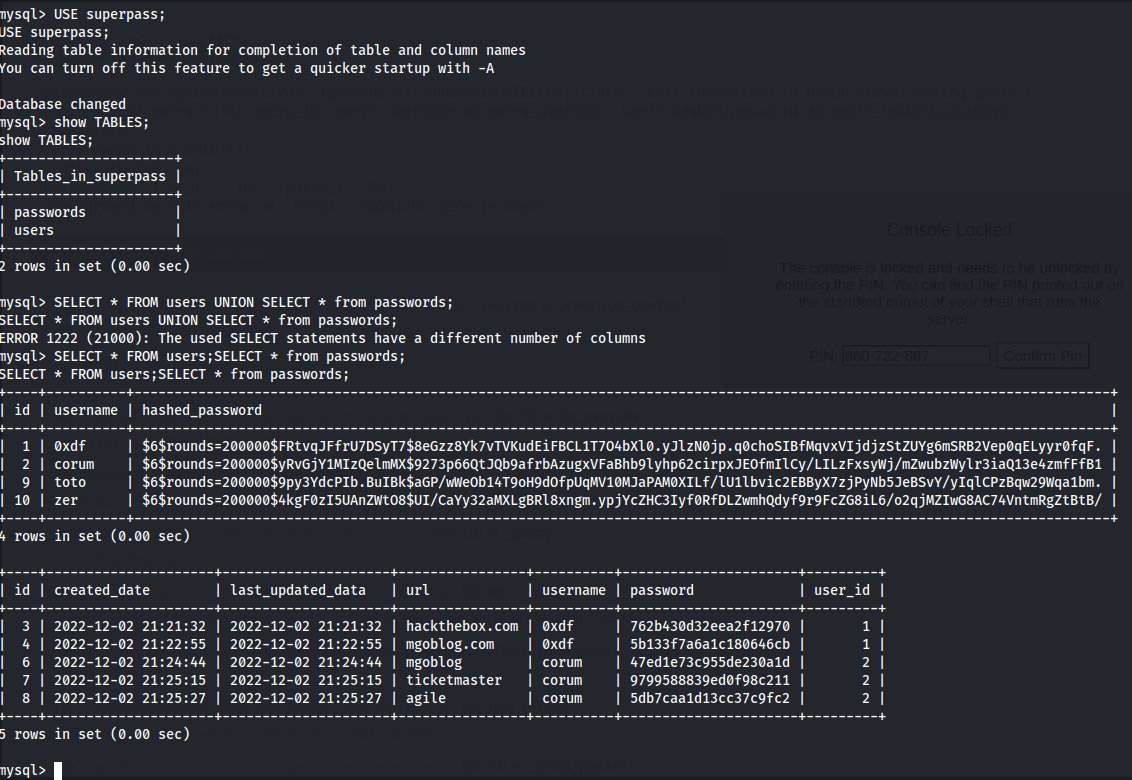 mysql> USE superpass;
USE superpass;
Reading table information for completion of table and column names
You can turn off this feature to get a quicker startup with -A

Database changed
mysql> show TABLES;
show TABLES;
+---------------------+
| Tables_in_superpass |
+---------------------+
| passwords           |
| users               |
+---------------------+
2 rows in set (0.00 sec)

mysql> SELECT * FROM users UNION SELECT * from passwords;
SELECT * FROM users UNION SELECT * from passwords;
ERROR 1222 (21000): The used SELECT statements have a different number of columns
mysql> SELECT * FROM users;SELECT * from passwords;
SELECT * FROM users;SELECT * from passwords;
+----+----------+--------------------------------------------------------------------------------------------------------------------------+
| id | username | hashed_password                                                                                                          |
+----+----------+--------------------------------------------------------------------------------------------------------------------------+
|  1 | 0xdf     | $6$rounds=200000$FRtvqJFfrU7DSyT7$8eGzz8Yk7vTVKudEiFBCL1T7O4bXl0.yJlzN0jp.q0choSIBfMqvxVIjdjzStZUYg6mSRB2Vep0qELyyr0fqF. |
|  2 | corum    | $6$rounds=200000$yRvGjY1MIzQelmMX$9273p66QtJQb9afrbAzugxVFaBhb9lyhp62cirpxJEOfmIlCy/LILzFxsyWj/mZwubzWylr3iaQ13e4zmfFfB1 |
|  9 | toto     | $6$rounds=200000$9py3YdcPIb.BuIBk$aGP/wWeOb14T9oH9dOfpUqMV10MJaPAM0XILf/lU1lbvic2EBByX7zjPyNb5JeBSvY/yIqlCPzBqw29Wqa1bm. |
| 10 | zer      | $6$rounds=200000$4kgF0zI5UAnZWtO8$UI/CaYy32aMXLgBRl8xngm.ypjYcZHC3Iyf0RfDLZwmhQdyf9r9FcZG8iL6/o2qjMZIwG8AC74VntmRgZtBtB/ |
+----+----------+--------------------------------------------------------------------------------------------------------------------------+
4 rows in set (0.00 sec)

+----+---------------------+---------------------+----------------+----------+----------------------+---------+
| id | created_date        | last_updated_data   | url            | username | password             | user_id |
+----+---------------------+---------------------+----------------+----------+----------------------+---------+
|  3 | 2022-12-02 21:21:32 | 2022-12-02 21:21:32 | hackthebox.com | 0xdf     | 762b430d32eea2f12970 |       1 |
|  4 | 2022-12-02 21:22:55 | 2022-12-02 21:22:55 | mgoblog.com    | 0xdf     | 5b133f7a6a1c180646cb |       1 |
|  6 | 2022-12-02 21:24:44 | 2022-12-02 21:24:44 | mgoblog        | corum    | 47ed1e73c955de230a1d |       2 |
|  7 | 2022-12-02 21:25:15 | 2022-12-02 21:25:15 | ticketmaster   | corum    | 9799588839ed0f98c211 |       2 |
|  8 | 2022-12-02 21:25:27 | 2022-12-02 21:25:27 | agile          | corum    | 5db7caa1d13cc37c9fc2 |       2 |
+----+---------------------+---------------------+----------------+----------+----------------------+---------+
5 rows in set (0.00 sec)

mysql>
Console Locked
The console is locked and needs to be unlocked by
entering the PIN. You can find the PIN printed out on
the standard output of your shell that runs the
server.
PIN: 860-732-887 Confirm Pin